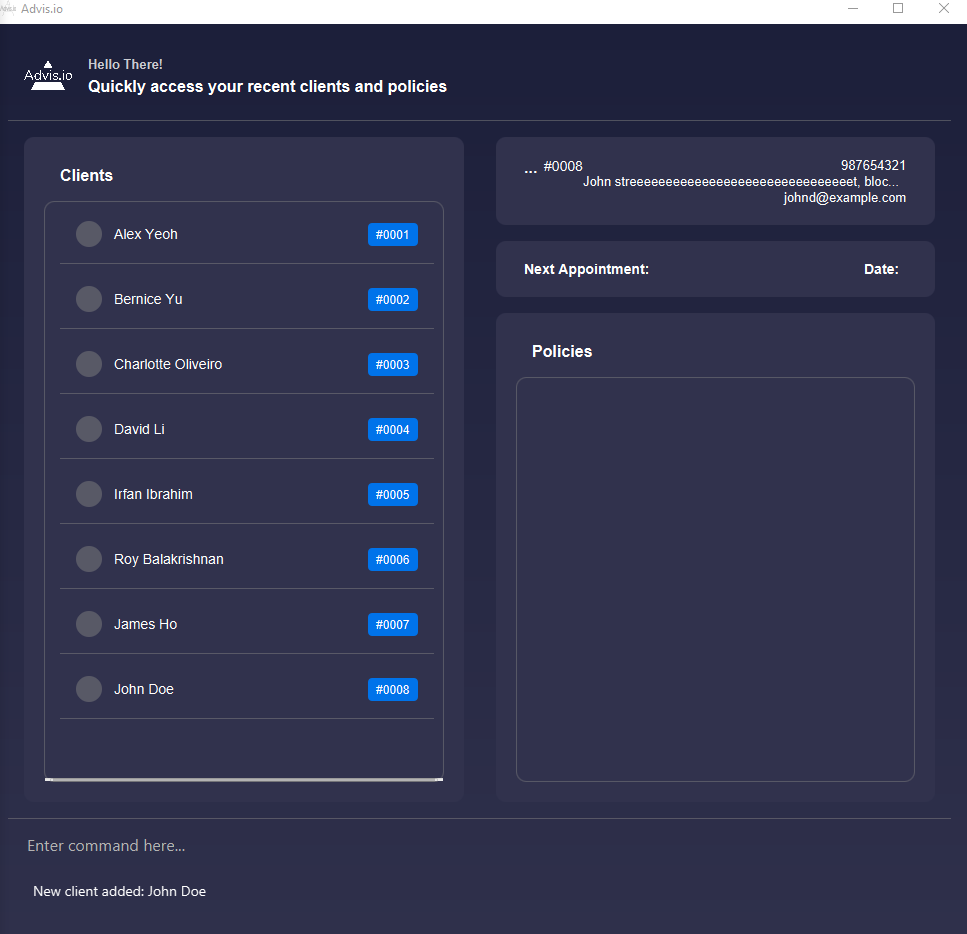 Advis.io
Advis.io
Hello There!
Quickly access your recent clients and policies
Clients
Alex Yeoh #0001
Bernice Yu #0002
Charlotte Oliveiro #0003
David Li #0004
Irfan Ibrahim #0005
Roy Balakrishnan #0006
James Ho #0007
John Doe #0008
... #0008 987654321
John streeeeeeeeeeeeeeeeeeeeeeeeeeeeeeet, bloc...
johnd@example.com
Next Appointment: Date:
Policies
Enter command here...
New client added: John Doe